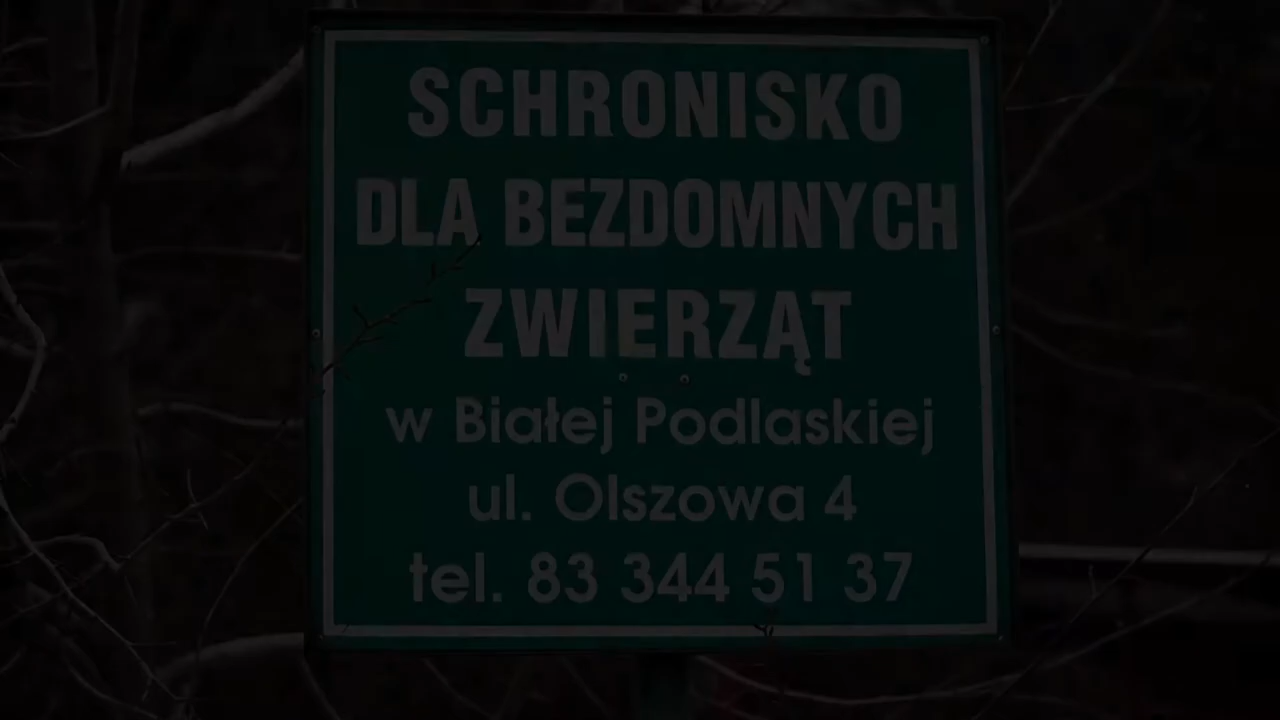 SCHRONISKO
DLA BEZDOMNYCH
ZWIERZĄT
w Białej Podlaskiej
ul. Olszowa 4
tel. 83 344 51 37